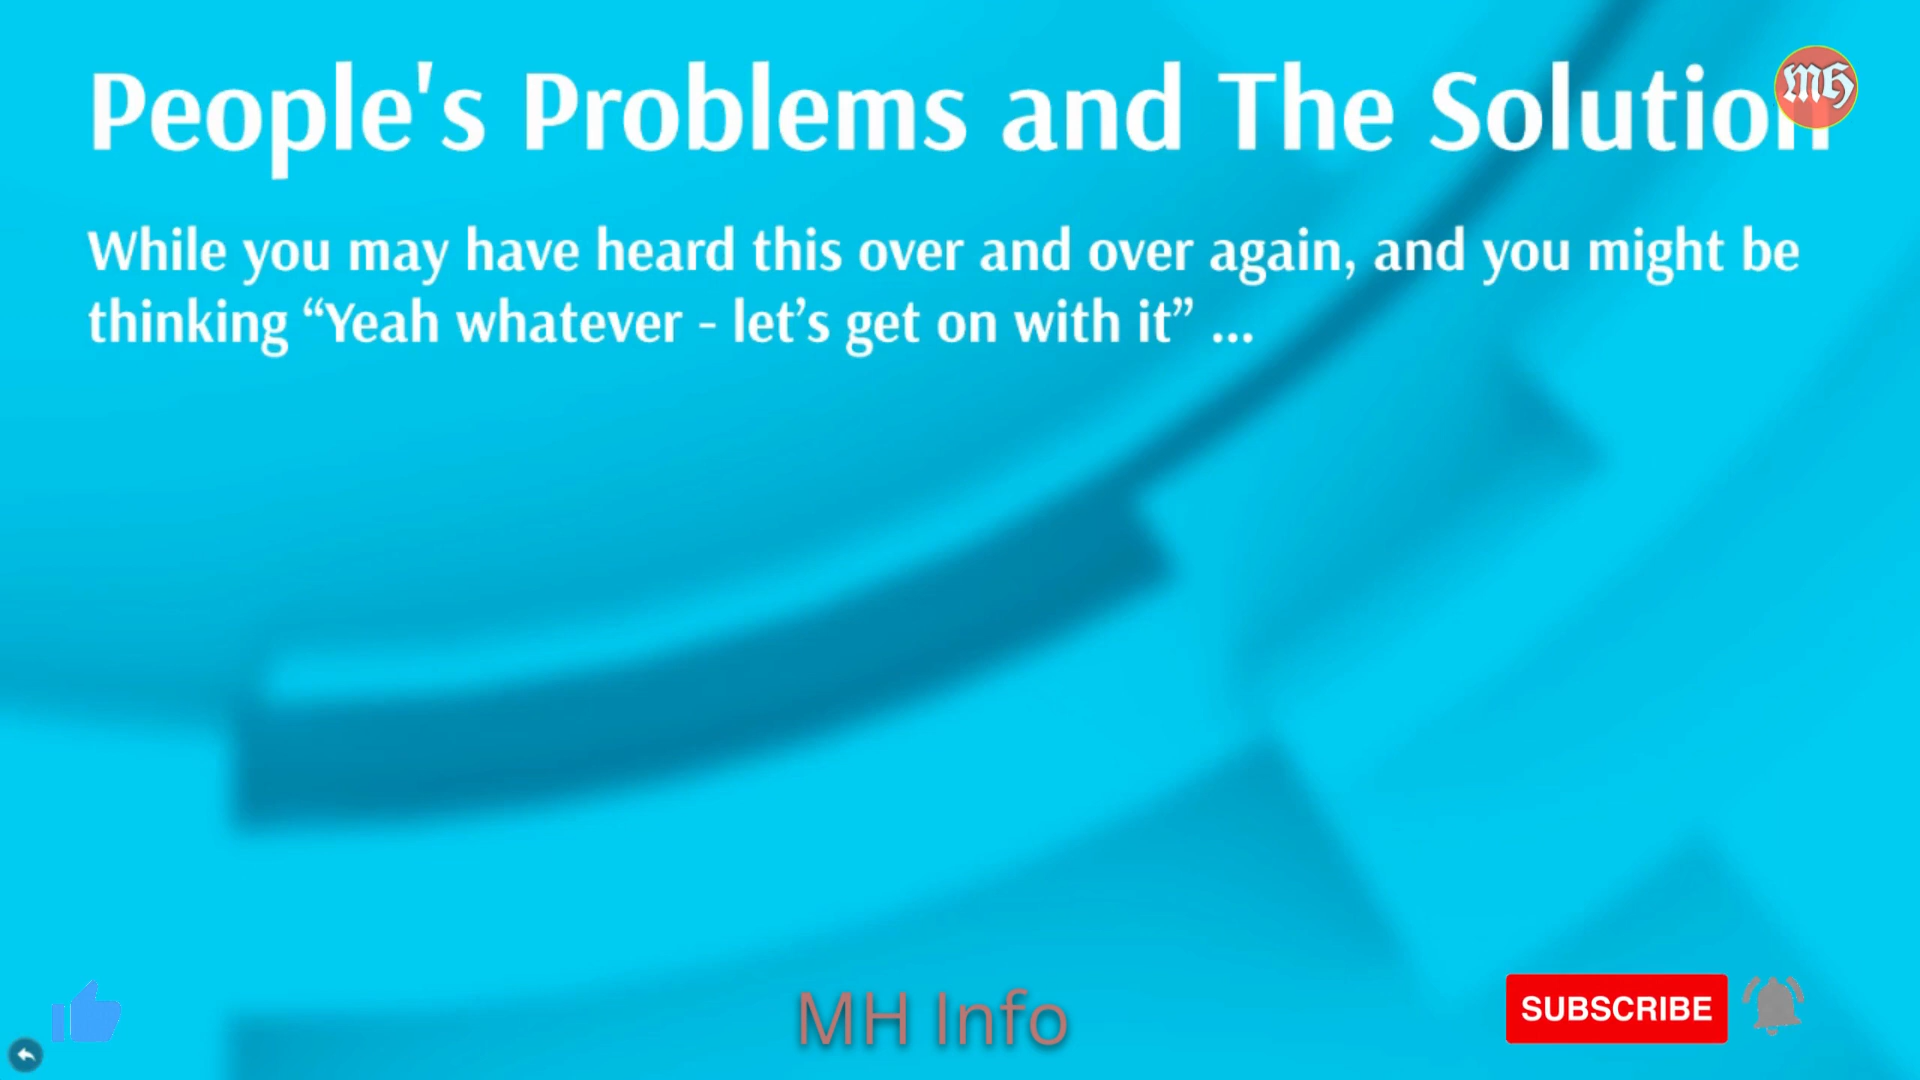 People's Problems and The Solution
MH
While you may have heard this over and over again, and you might be
thinking “Yeah whatever - let’s get on with it” ...
MH Info
SUBSCRIBE